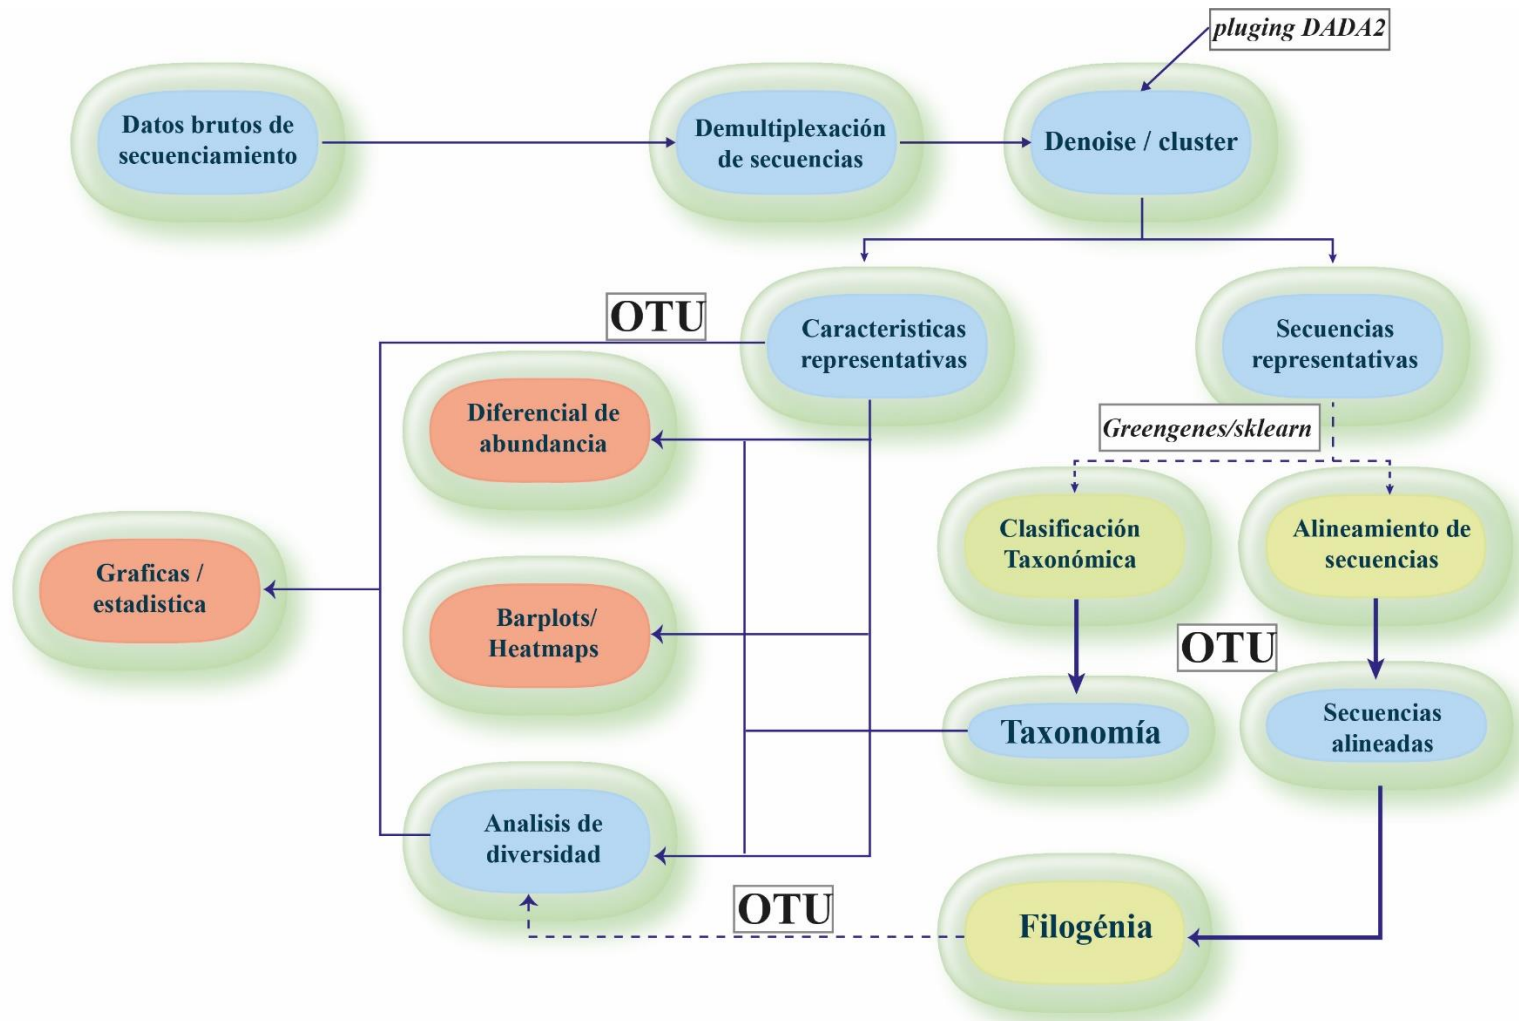 pluging DADA2
Datos brutos de
secuenciamiento
Demultiplexación
de secuencias
Denoise / cluster
OTU
Caracteristicas
representativas
Secuencias
representativas
Diferencial de
abundancia
Greengenes/sklearn
Clasificación
Taxonómica
Alineamiento de
secuencias
Graficas /
estadistica
Barplots/
Heatmaps
OTU
Taxonomía
Secuencias
alineadas
Analisis de
diversidad
OTU
Filogénia